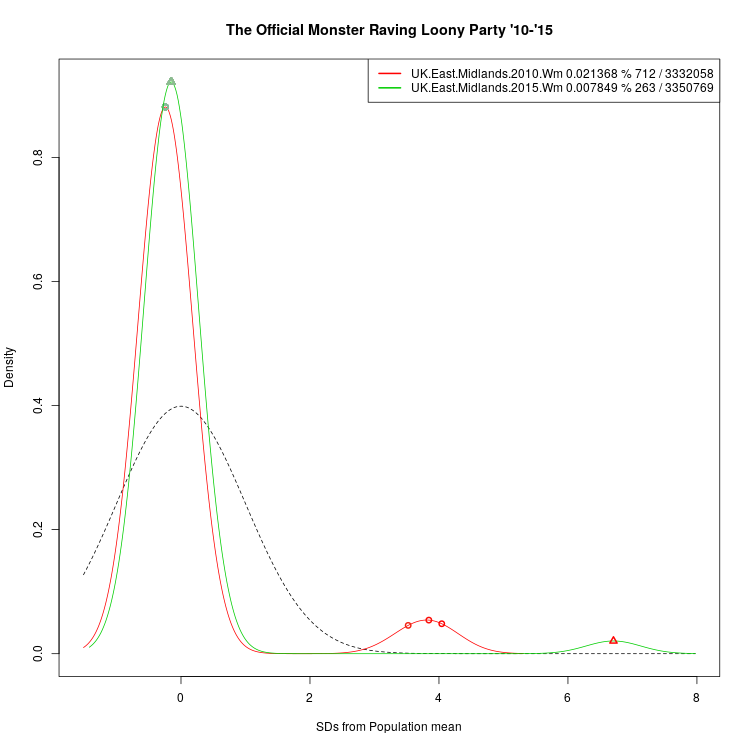 The Official Monster Raving Loony Party '10-'15
UK.East.Midlands.2010.Wm 0.021368 % 712 / 3332058
UK.East.Midlands.2015.Wm 0.007849 % 263 / 3350769
Density
0.8
0.6
0.4
0.2
0.0
0 2 4 6 8
SDs from Population mean